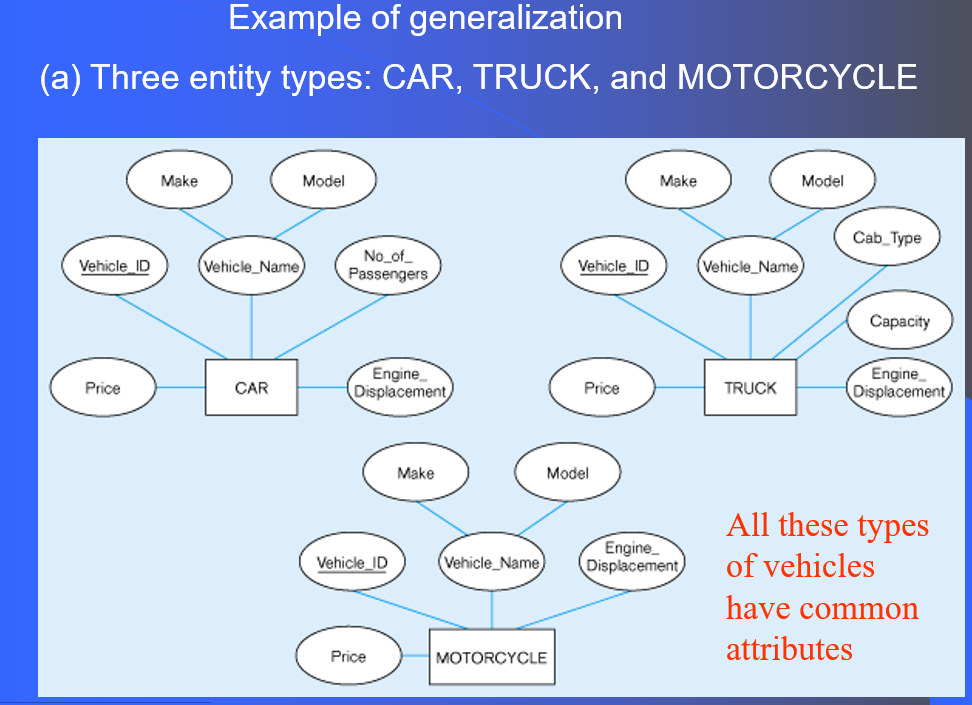 Example of generalization
(a) Three entity types: CAR, TRUCK, and MOTORCYCLE
Make
Model
Vehicle_ID
Vehicle_Name
No_of_
Passengers
Price
CAR
Engine_
Displacement
Make
Model
Cab_Type
Vehicle_ID
Vehicle_Name
Capacity
Price
TRUCK
Engine_
Displacement
Make
Model
Vehicle_ID
Vehicle_Name
Engine_
Displacement
Price
MOTORCYCLE
All these types
of vehicles
have common
attributes